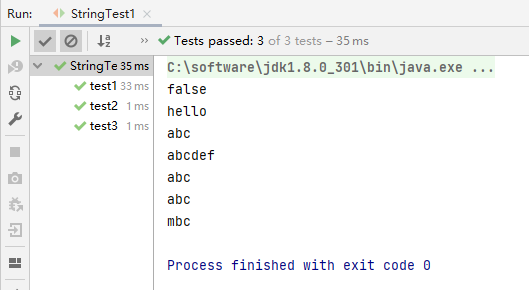 Run: StringTest1
Tests passed: 3 of 3 tests – 35 ms
StringTe 35 ms
test1 33 ms
test2 1 ms
test3 1 ms
C:\software\jdk1.8.0_301\bin\java.exe ...
false
hello
abc
abcdef
abc
abc
mbc
Process finished with exit code 0